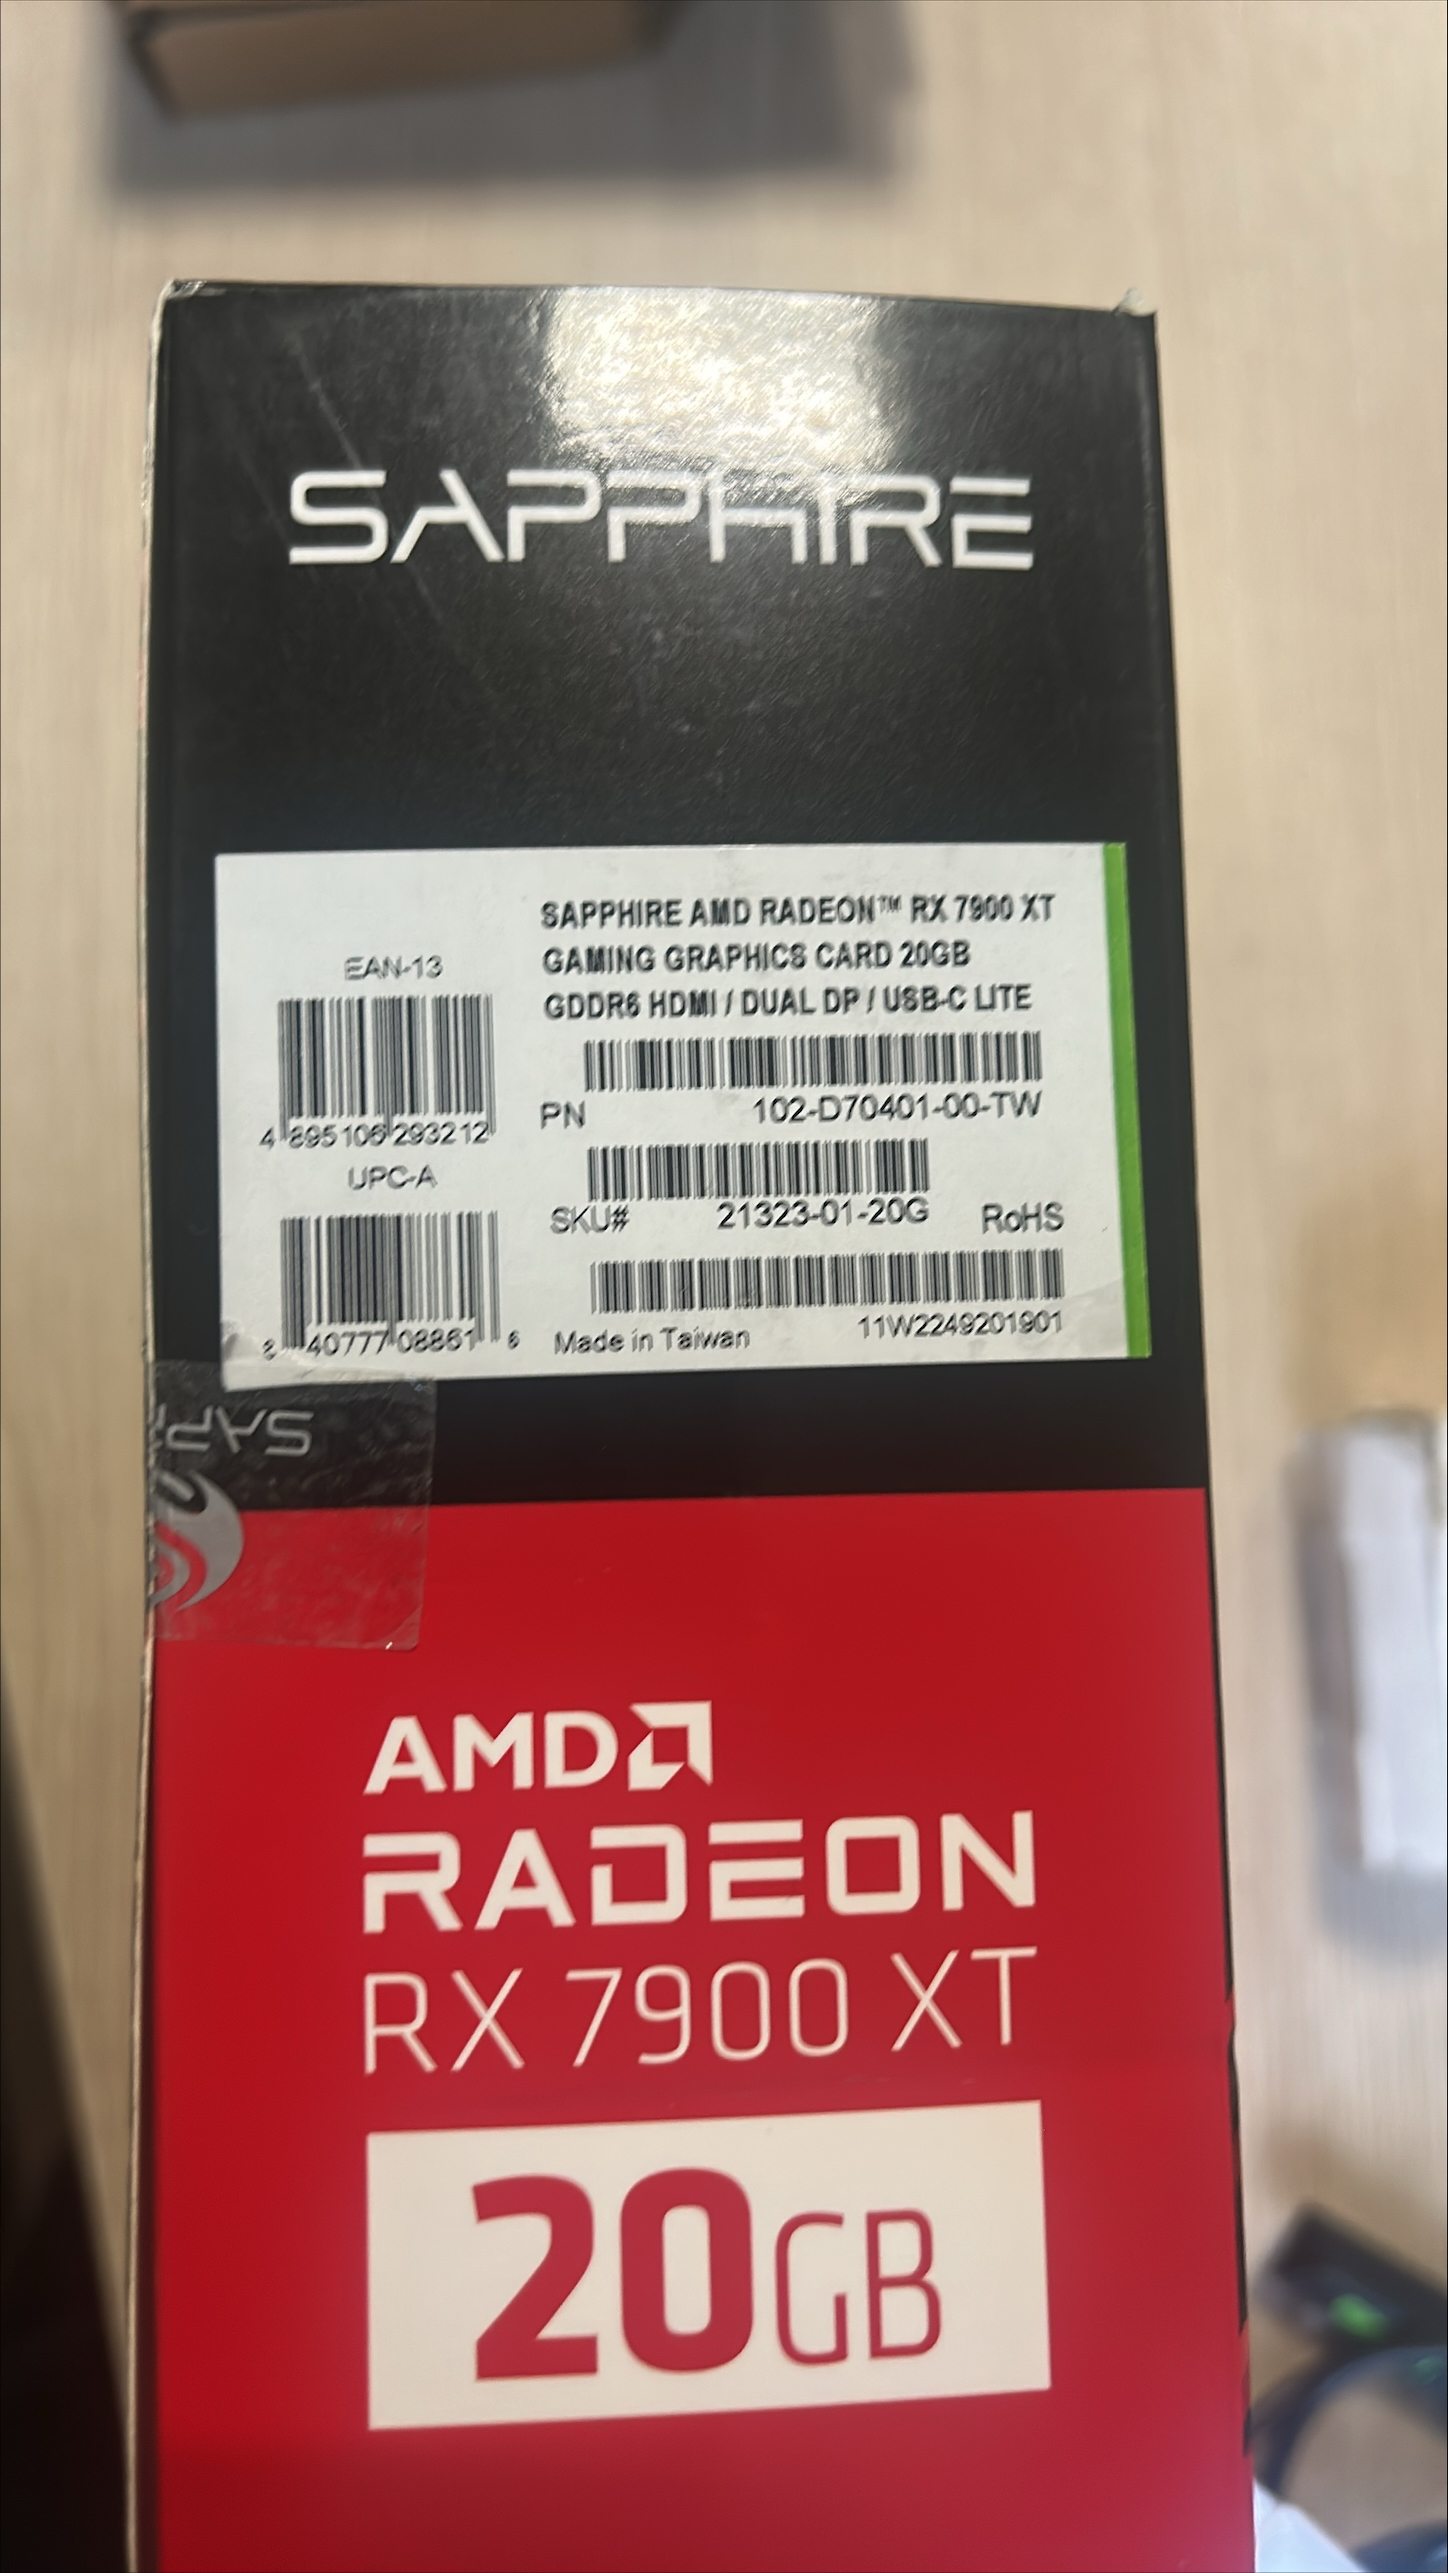 SAPPHIRE
SAPPHIRE AMD RADEON™ RX 7900 XT
GAMING GRAPHICS CARD 20GB
GDDR6 HDMI / DUAL DP / USB-C LITE
EAN-13
4 895106 293212
UPC-A
8 40777 08861 6
PN 102-D70401-00-TW
SKU# 21323-01-20G RoHS
Made in Taiwan 11W2249201901
SAP
AMD
RADEON
RX 7900 XT
20GB